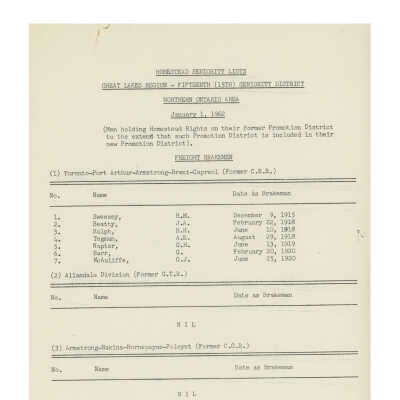 HOMESTEAD SENIORITY LISTS
GREAT LAKES REGION - FIFTEENTH (15TH) SENIORITY DISTRICT
NORTHERN ONTARIO AREA
January 1, 1962
(Men holding Homestead Rights on their former Promotion District
to the extent that such Promotion District is included in their
new Promotion District).
FREIGHT BRAKEMEN
(1) Toronto-Port Arthur-Armstrong-Brent-Capreol (Former C.N.R.)
No. Name Date as Brakeman
1. Sweezey, H.M. December 9, 1915
2. Beatty, J.A. February 22, 1918
3. Ralph, H.H. June 10, 1918
4. Togman, A.E. August 29, 1918
5. Napier, G.H. June 13, 1919
6. Barr, G. February 20, 1920
7. McAuliffe, C.J. June 25, 1920
(2) Allandale Division (Former G.T.R.)
No. Name Date as Brakeman
N I L
(3) Armstrong-Nakina-Hornepayne-Foleyet (Former C.G.R.)
No. Name Date as Brakeman
N I L